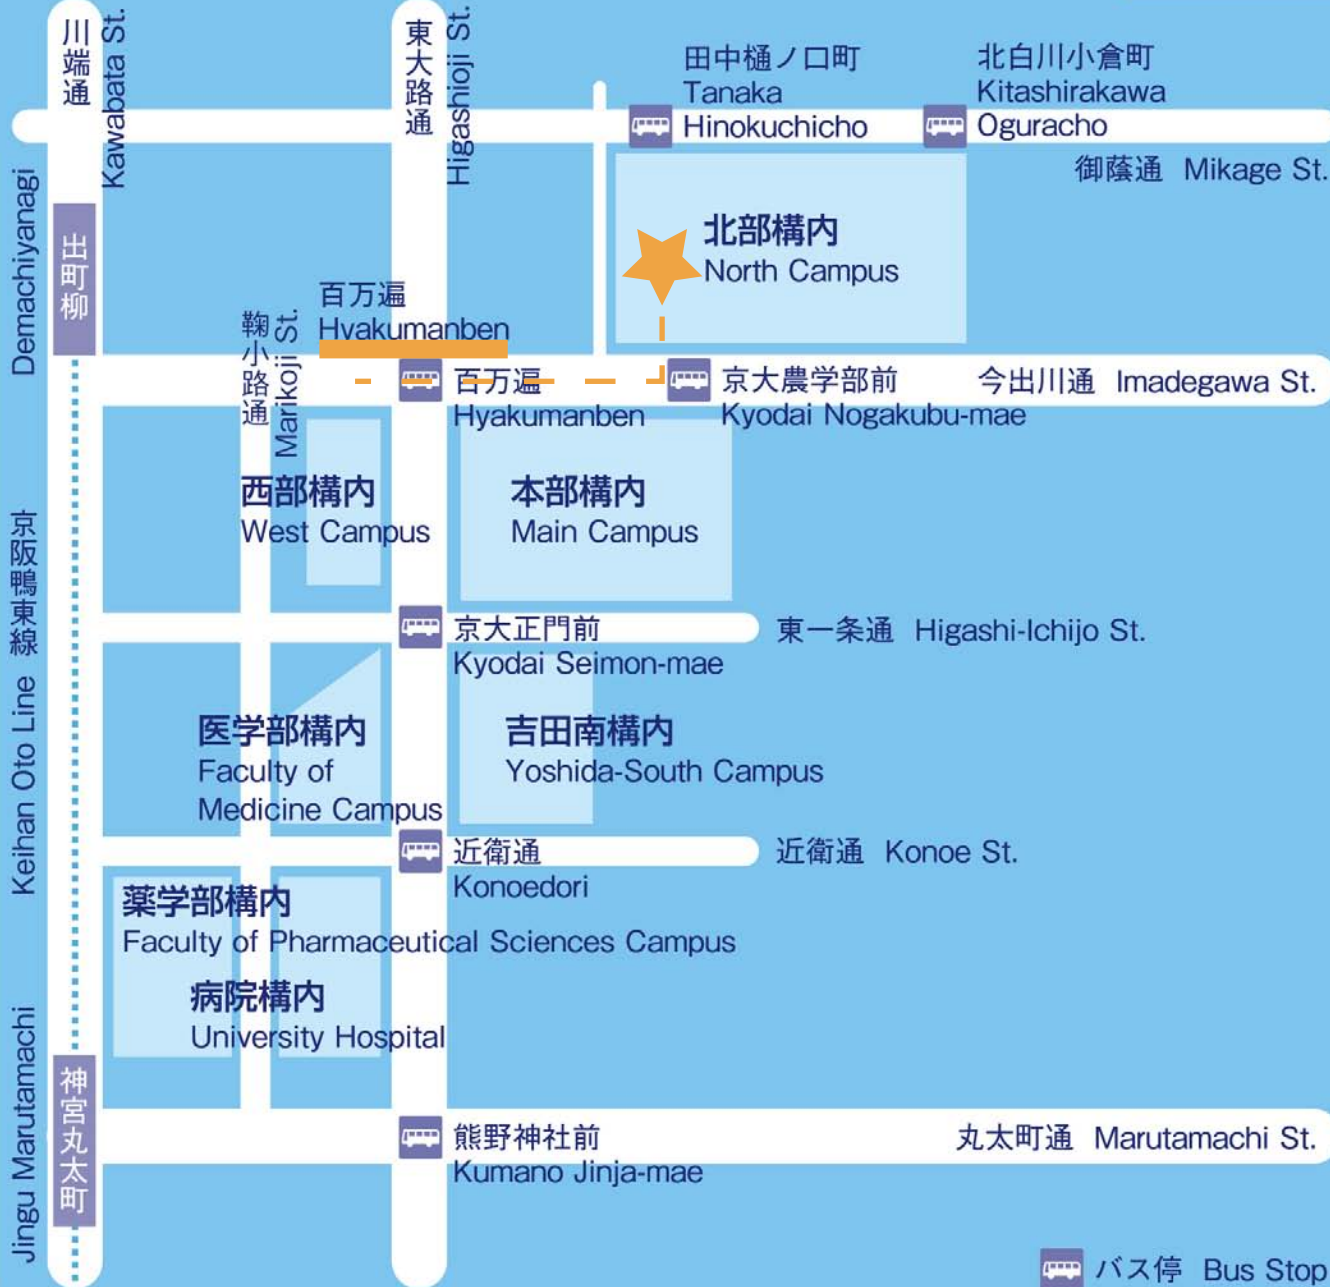 川端通
Kawabata St.
東大路通
Higashioji St.
田中樋ノ口町
Tanaka
Hinokuchicho
北白川小倉町
Kitashirakawa
Oguracho
御蔭通 Mikage St.
Demachiyanagi
出町柳
北部構内
North Campus
百万遍
Hyakumanben
鞠小路通
Marikoji St.
百万遍
Hyakumanben
京大農学部前
Kyodai Nogakubu-mae
今出川通 Imadegawa St.
西部構内
West Campus
本部構内
Main Campus
京阪鴨東線 Keihan Oto Line
京大正門前
Kyodai Seimon-mae
東一条通 Higashi-Ichijo St.
医学部構内
Faculty of
Medicine Campus
吉田南構内
Yoshida-South Campus
近衛通
Konoedori
近衛通 Konoe St.
薬学部構内
Faculty of Pharmaceutical Sciences Campus
病院構内
University Hospital
Jingu Marutamachi
神宮丸太町
熊野神社前
Kumano Jinja-mae
丸太町通 Marutamachi St.
バス停 Bus Stop